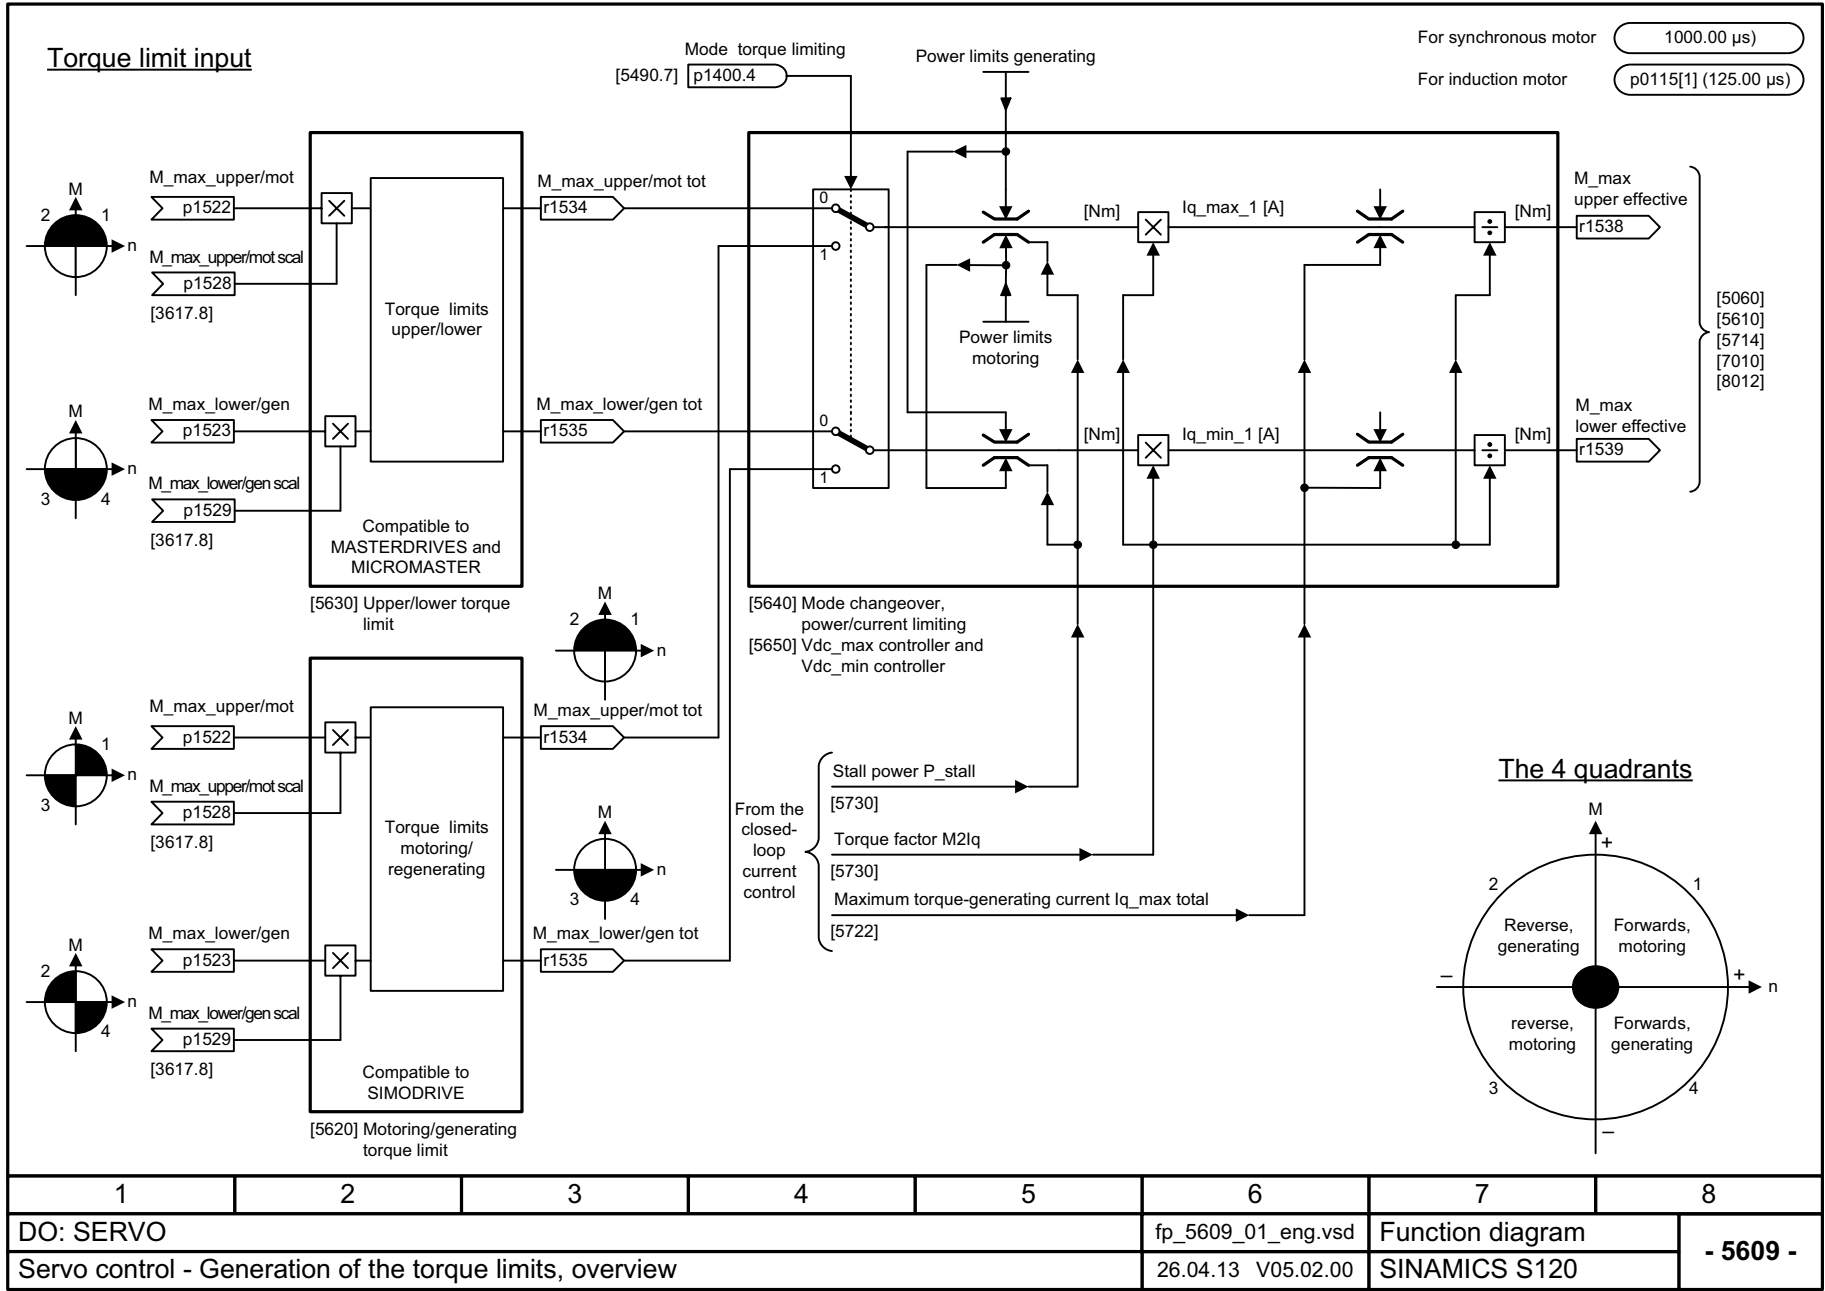 Torque limit input
Mode torque limiting
[5490.7] p1400.4
Power limits generating
For synchronous motor 1000.00 µs)
For induction motor p0115[1] (125.00 µs)
M
2 1
n
M_max_upper/mot
p1522
M_max_upper/mot scal
p1528
[3617.8]
M
n
3 4
M_max_lower/gen
p1523
M_max_lower/gen scal
p1529
[3617.8]
Torque limits
upper/lower
Compatible to
MASTERDRIVES and
MICROMASTER
[5630] Upper/lower torque
limit
M_max_upper/mot tot
r1534
M_max_lower/gen tot
r1535
0
1
0
1
Power limits
motoring
[Nm]
Iq_max_1 [A]
÷
[Nm]
[Nm]
Iq_min_1 [A]
÷
[Nm]
M_max
upper effective
r1538
M_max
lower effective
r1539
[5060]
[5610]
[5714]
[7010]
[8012]
[5640] Mode changeover,
power/current limiting
[5650] Vdc_max controller and
Vdc_min controller
M
2 1
n
M
n
3 4
M
1
n
3
M_max_upper/mot
p1522
M_max_upper/mot scal
p1528
[3617.8]
M
2
n
4
M_max_lower/gen
p1523
M_max_lower/gen scal
p1529
[3617.8]
Torque limits
motoring/
regenerating
Compatible to
SIMODRIVE
[5620] Motoring/generating
torque limit
M_max_upper/mot tot
r1534
M_max_lower/gen tot
r1535
From the
closed-
loop
current
control
Stall power P_stall
[5730]
Torque factor M2Iq
[5730]
Maximum torque-generating current Iq_max total
[5722]
The 4 quadrants
M
+
2 1
Reverse,
generating
Forwards,
motoring
– + n
reverse,
motoring
Forwards,
generating
3 4
–
1 2 3 4 5 6 7 8
DO: SERVO
fp_5609_01_eng.vsd
Function diagram
- 5609 -
Servo control - Generation of the torque limits, overview
26.04.13 V05.02.00
SINAMICS S120